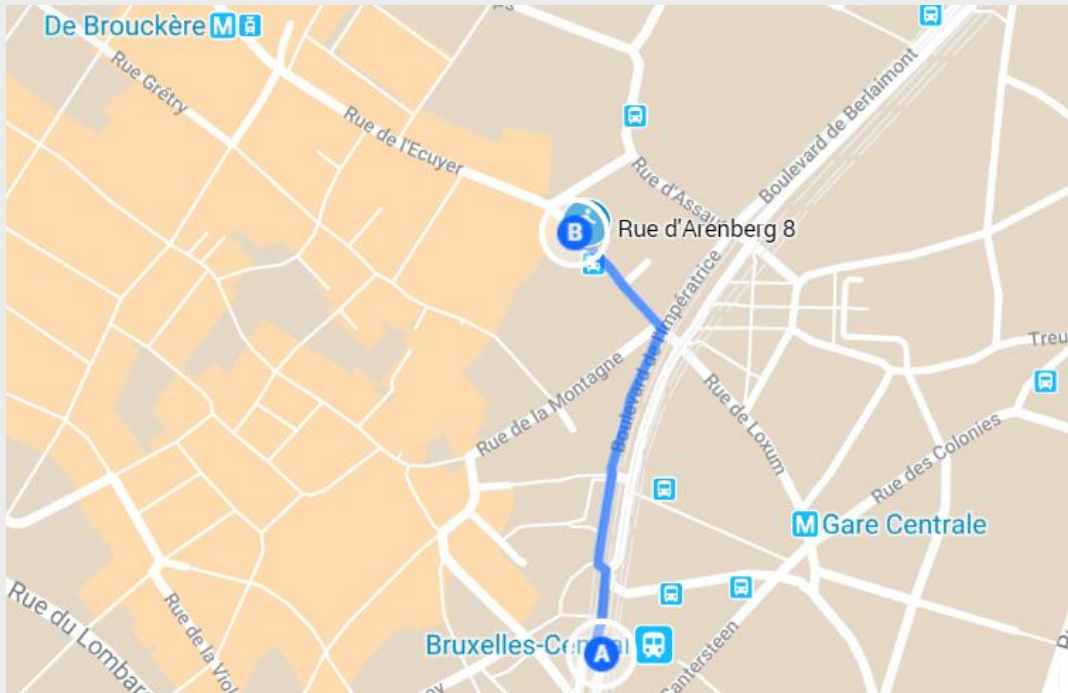 De Brouckère M
Rue Grétry
Rue de l'Ecuyer
Boulevard de Berlaimont
Rue d'Assaut
B
Rue d'Arenberg 8
Boulevard de l'Impératrice
Rue de la Montagne
Rue de Loxum
Treu
Rue des Colonies
M Gare Centrale
Rue du Lombar
Rue de la Viol
Bruxelles-Central
A
Cantersteen